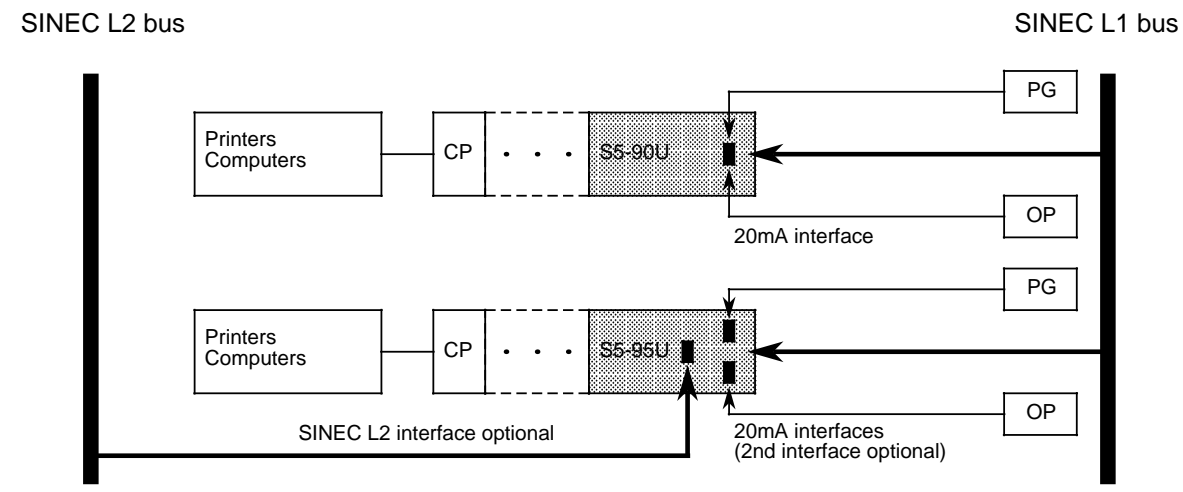 SINEC L2 bus
SINEC L1 bus
PG
Printers
Computers
CP
. . .
S5-90U
OP
20mA interface
PG
Printers
Computers
CP
. . .
S5-95U
OP
SINEC L2 interface optional
20mA interfaces
(2nd interface optional)